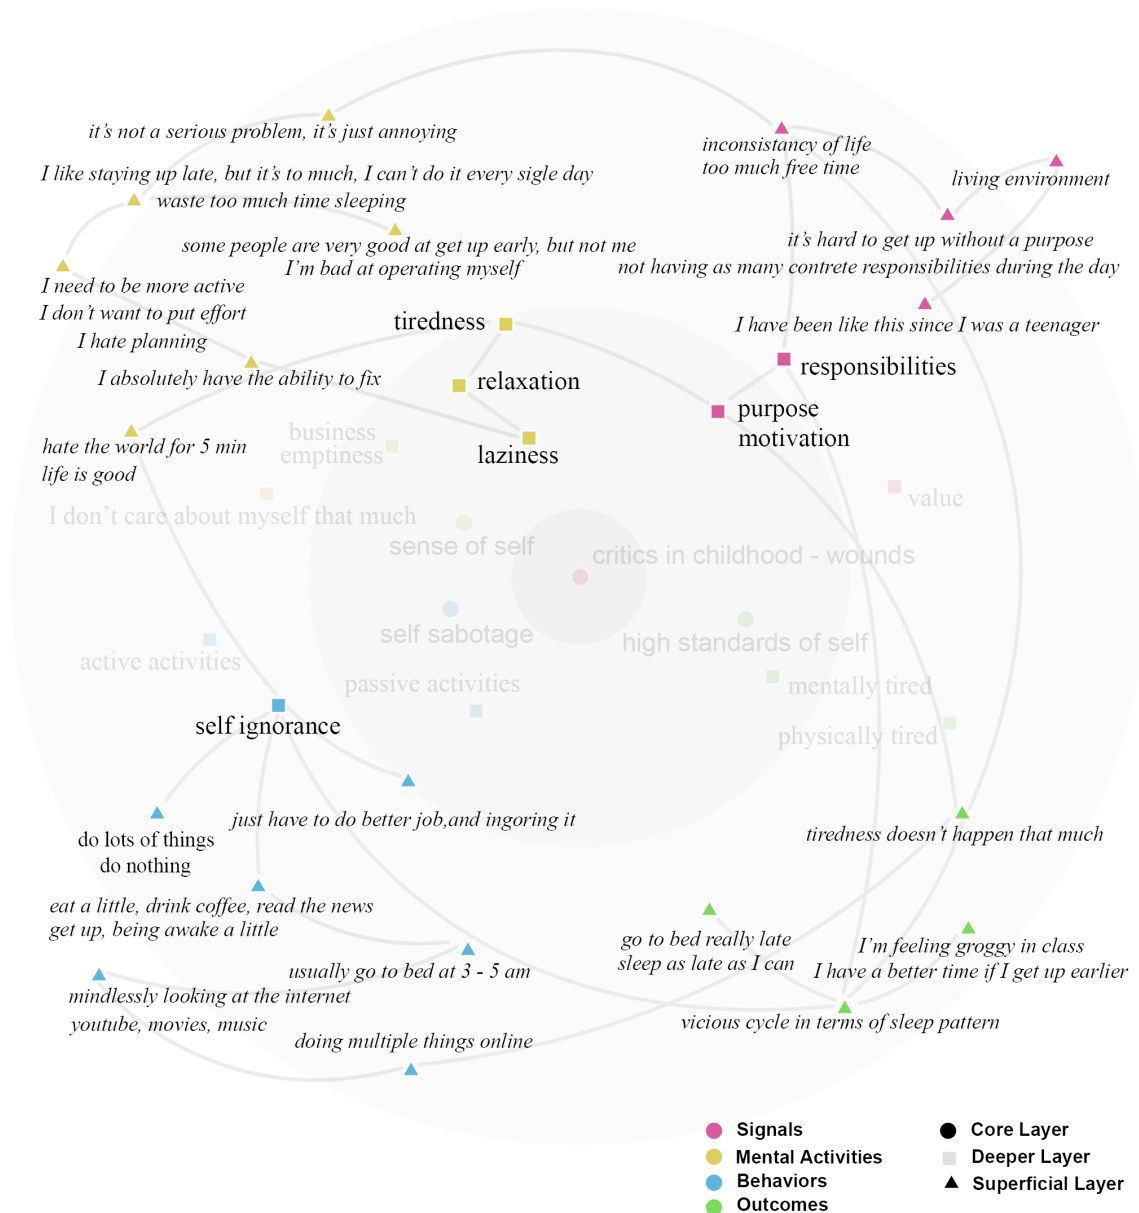 it's not a serious problem, it's just annoying
inconsistancy of life
too much free time
I like staying up late, but it's to much, I can't do it every sigle day
living environment
waste too much time sleeping
some people are very good at get up early, but not me
it's hard to get up without a purpose
I'm bad at operating myself
not having as many contrete responsibilities during the day
I need to be more active
I don't want to put effort
I hate planning
tiredness
I have been like this since I was a teenager
I absolutely have the ability to fix
relaxation
responsibilities
purpose
motivation
hate the world for 5 min
life is good
business
emptiness
laziness
value
I don't care about myself that much
sense of self
critics in childhood - wounds
self sabotage
high standards of self
active activities
passive activities
mentally tired
self ignorance
physically tired
just have to do better job,and ingoring it
do lots of things
do nothing
tiredness doesn't happen that much
eat a little, drink coffee, read the news
get up, being awake a little
go to bed really late
sleep as late as I can
I'm feeling groggy in class
I have a better time if I get up earlier
usually go to bed at 3 - 5 am
mindlessly looking at the internet
youtube, movies, music
vicious cycle in terms of sleep pattern
doing multiple things online
Signals
Mental Activities
Behaviors
Outcomes
Core Layer
Deeper Layer
Superficial Layer